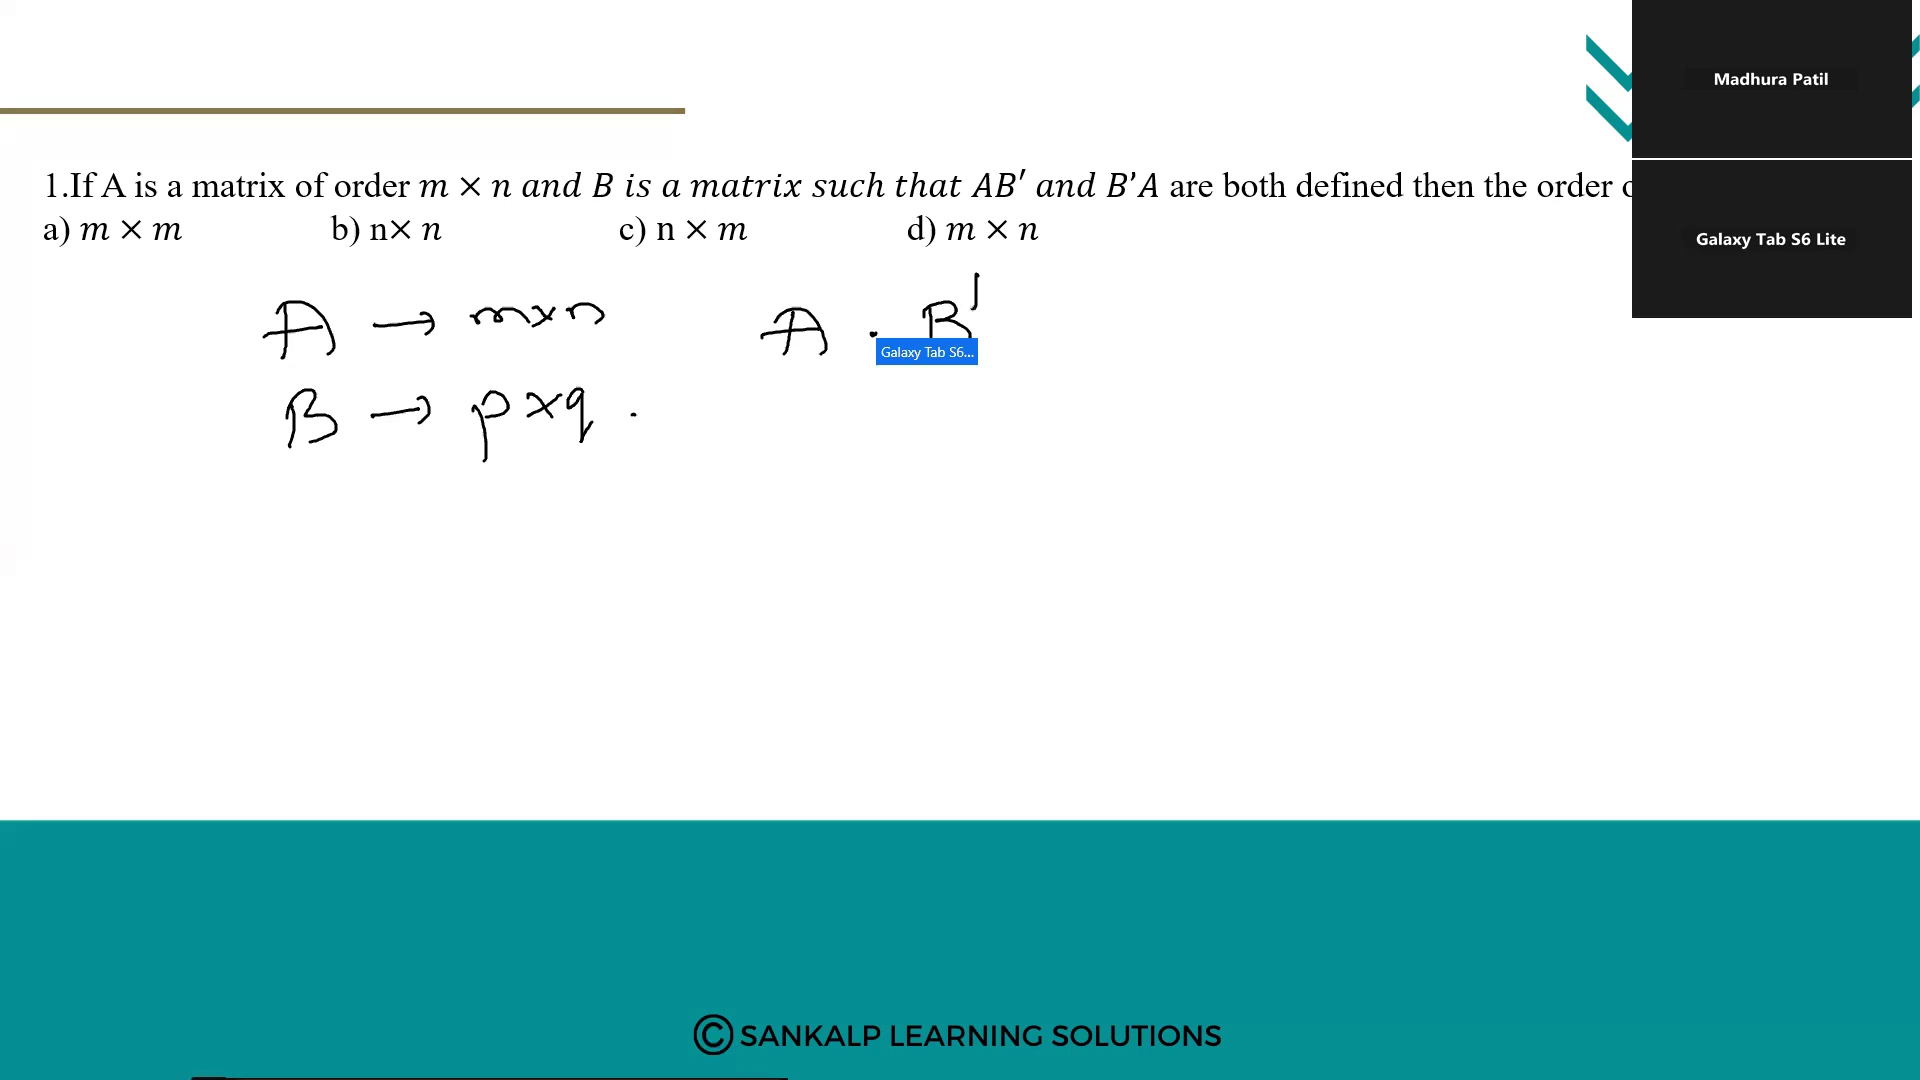 Madhura Patil
1.If A is a matrix of order m × n and B is a matrix such that AB′ and B’A are both defined then the order
a) m × m b) n× n c) n × m d) m × n
Galaxy Tab S6 Lite
A → m×n A . B'
Galaxy Tab S6...
B → p×q .
© SANKALP LEARNING SOLUTIONS